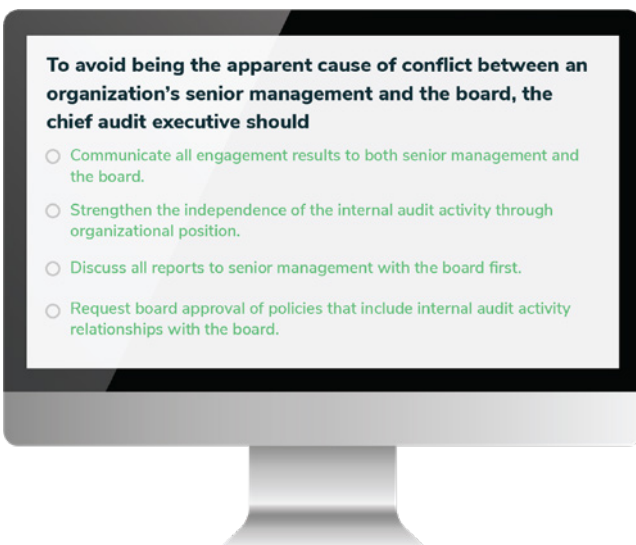 To avoid being the apparent cause of conflict between an
organization's senior management and the board, the
chief audit executive should
Communicate all engagement results to both senior management and
the board.
Strengthen the independence of the internal audit activity through
organizational position.
Discuss all reports to senior management with the board first.
Request board approval of policies that include internal audit activity
relationships with the board.